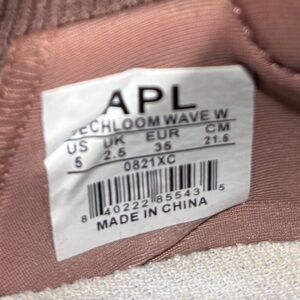 APL
TECHLOOM WAVE W
US UK EUR CM
5 2.5 35 21.5
0821XC
8 40222 85543 5
MADE IN CHINA